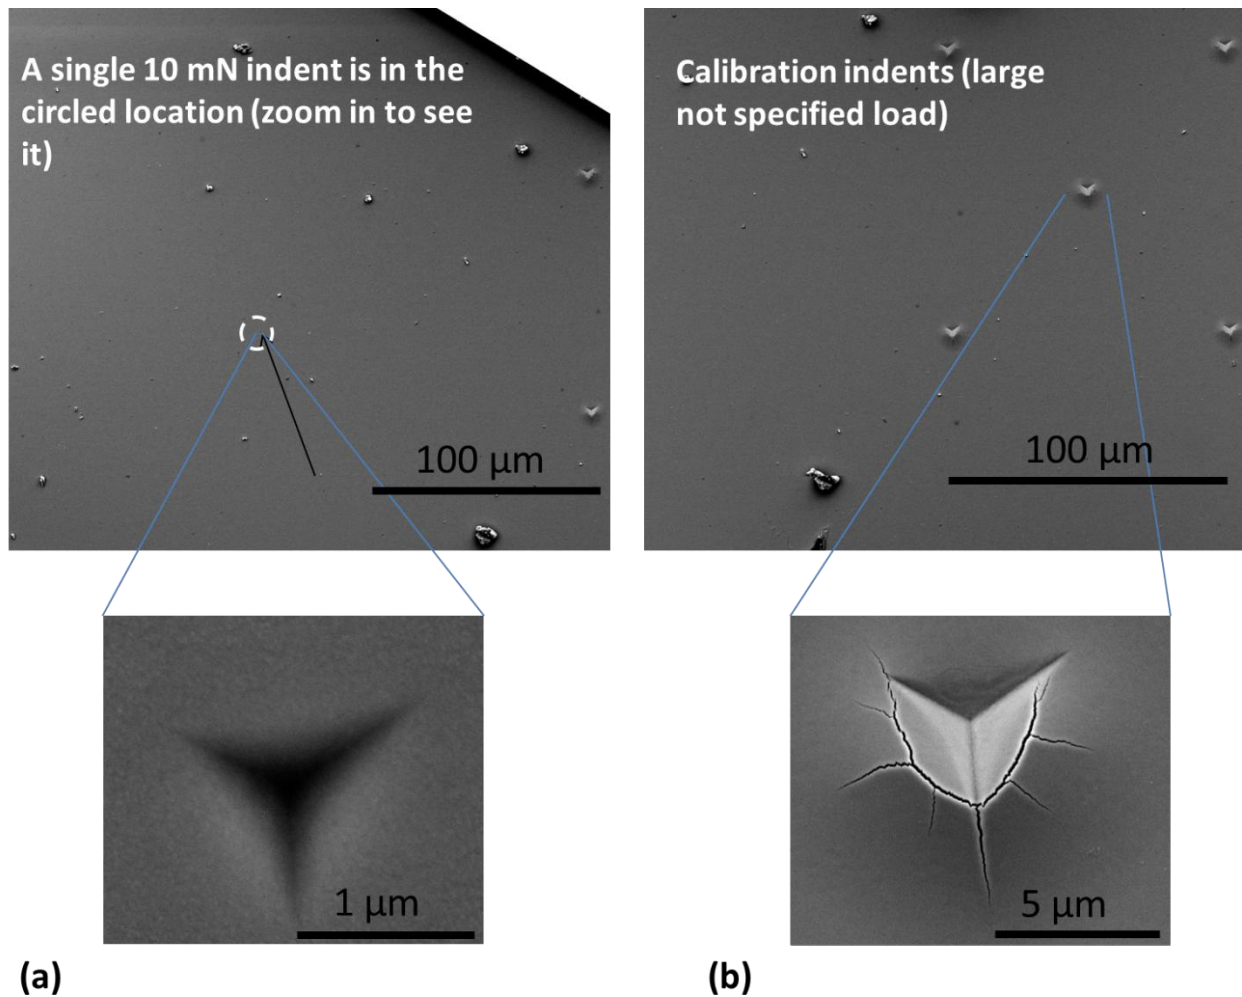 A single 10 mN indent is in the
circled location (zoom in to see
it)
100 µm
Calibration indents (large
not specified load)
100 µm
1 µm
5 µm
(a)
(b)